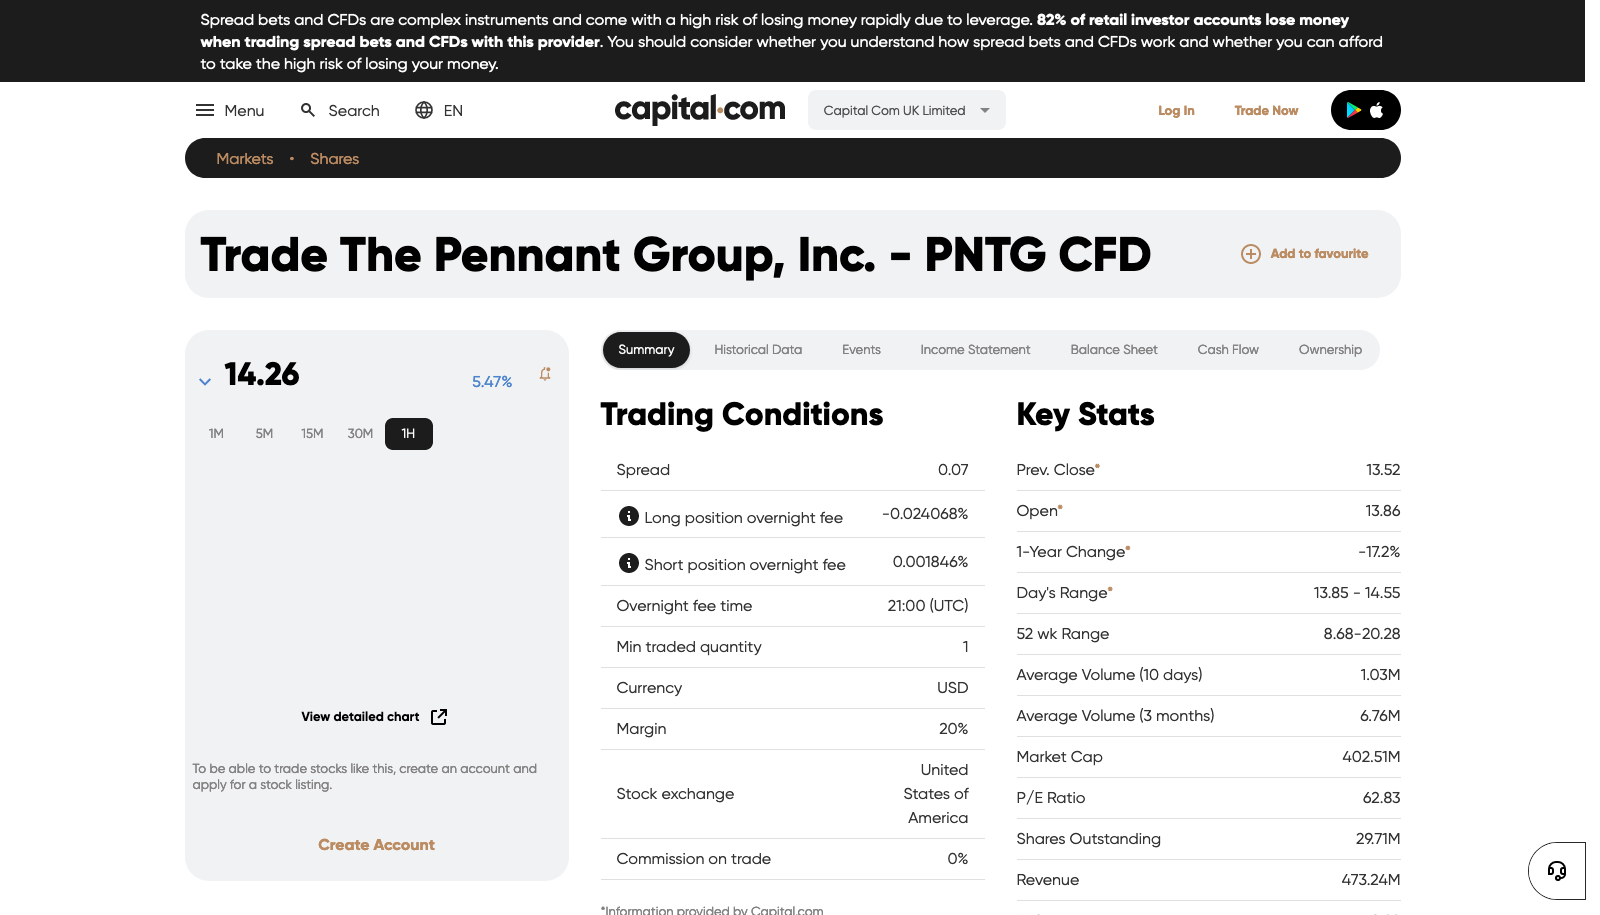 Spread bets and CFDs are complex instruments and come with a high risk of losing money rapidly due to leverage. 82% of retail investor accounts lose money
when trading spread bets and CFDs with this provider. You should consider whether you understand how spread bets and CFDs work and whether you can afford
to take the high risk of losing your money.
Menu Search EN capital.com Capital Com UK Limited Log In Trade Now
Markets • Shares
Trade The Pennant Group, Inc. - PNTG CFD Add to favourite
14.26 5.47%
1M 5M 15M 30M 1H
View detailed chart
To be able to trade stocks like this, create an account and
apply for a stock listing.
Create Account
Summary Historical Data Events Income Statement Balance Sheet Cash Flow Ownership
Trading Conditions
Spread 0.07
Long position overnight fee -0.024068%
Short position overnight fee 0.001846%
Overnight fee time 21:00 (UTC)
Min traded quantity 1
Currency USD
Margin 20%
Stock exchange United
States of
America
Commission on trade 0%
*Information provided by Capital.com
Key Stats
Prev. Close* 13.52
Open* 13.86
1-Year Change* -17.2%
Day's Range* 13.85 - 14.55
52 wk Range 8.68-20.28
Average Volume (10 days) 1.03M
Average Volume (3 months) 6.76M
Market Cap 402.51M
P/E Ratio 62.83
Shares Outstanding 29.71M
Revenue 473.24M